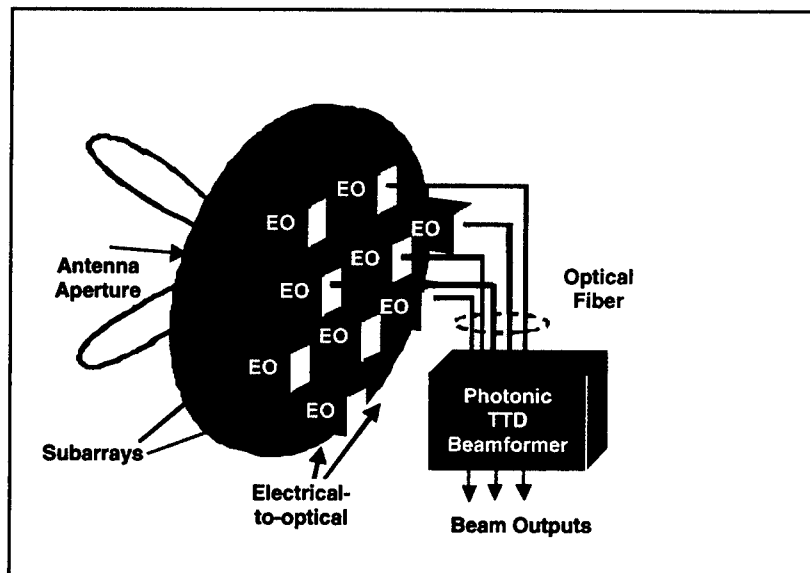 EO
EO
EO
EO
EO
EO
EO
EO
EO
Antenna
Aperture
Optical
Fiber
Photonic
TTD
Beamformer
Subarrays
Electrical-
to-optical
Beam Outputs